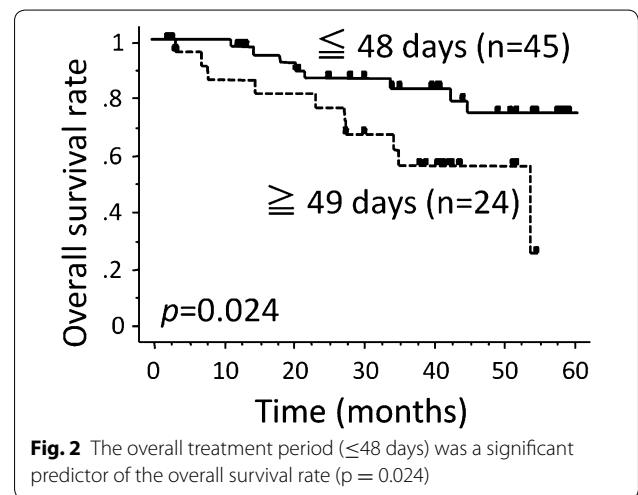 ≦ 48 days (n=45)
≧ 49 days (n=24)
p=0.024
Overall survival rate
1
.8
.6
.4
.2
0
0 10 20 30 40 50 60
Time (months)
Fig. 2 The overall treatment period (≤48 days) was a significant
predictor of the overall survival rate (p = 0.024)